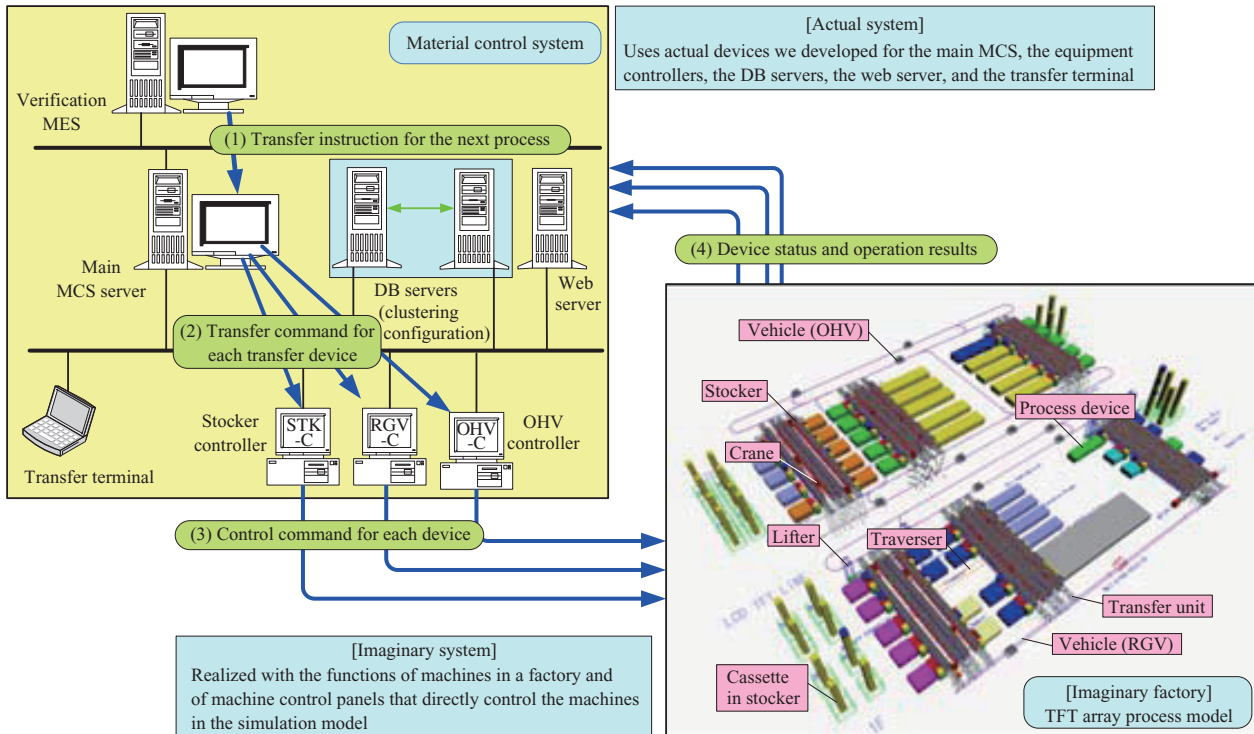 Material control system
[Actual system]
Uses actual devices we developed for the main MCS, the equipment
controllers, the DB servers, the web server, and the transfer terminal
Verification
MES
(1) Transfer instruction for the next process
Main
MCS server
DB servers
(clustering
configuration)
Web
server
(2) Transfer command for
each transfer device
(4) Device status and operation results
Transfer terminal
Stocker
controller
STK
-C
RGV
-C
OHV
-C
OHV
controller
(3) Control command for each device
Vehicle (OHV)
Stocker
Process device
Crane
Lifter
Traverser
LCD TFT LINE
Transfer unit
Vehicle (RGV)
Cassette
in stocker
1F
[Imaginary factory]
TFT array process model
[Imaginary system]
Realized with the functions of machines in a factory and
of machine control panels that directly control the machines
in the simulation model